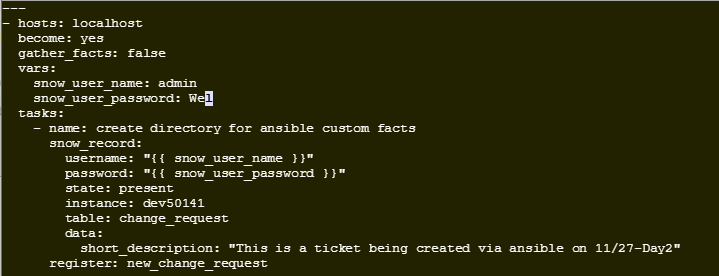 ---
- hosts: localhost
  become: yes
  gather_facts: false
  vars:
    snow_user_name: admin
    snow_user_password: Wel
  tasks:
    - name: create directory for ansible custom facts
      snow_record:
        username: "{{ snow_user_name }}"
        password: "{{ snow_user_password }}"
        state: present
        instance: dev50141
        table: change_request
        data:
          short_description: "This is a ticket being created via ansible on 11/27-Day2"
      register: new_change_request